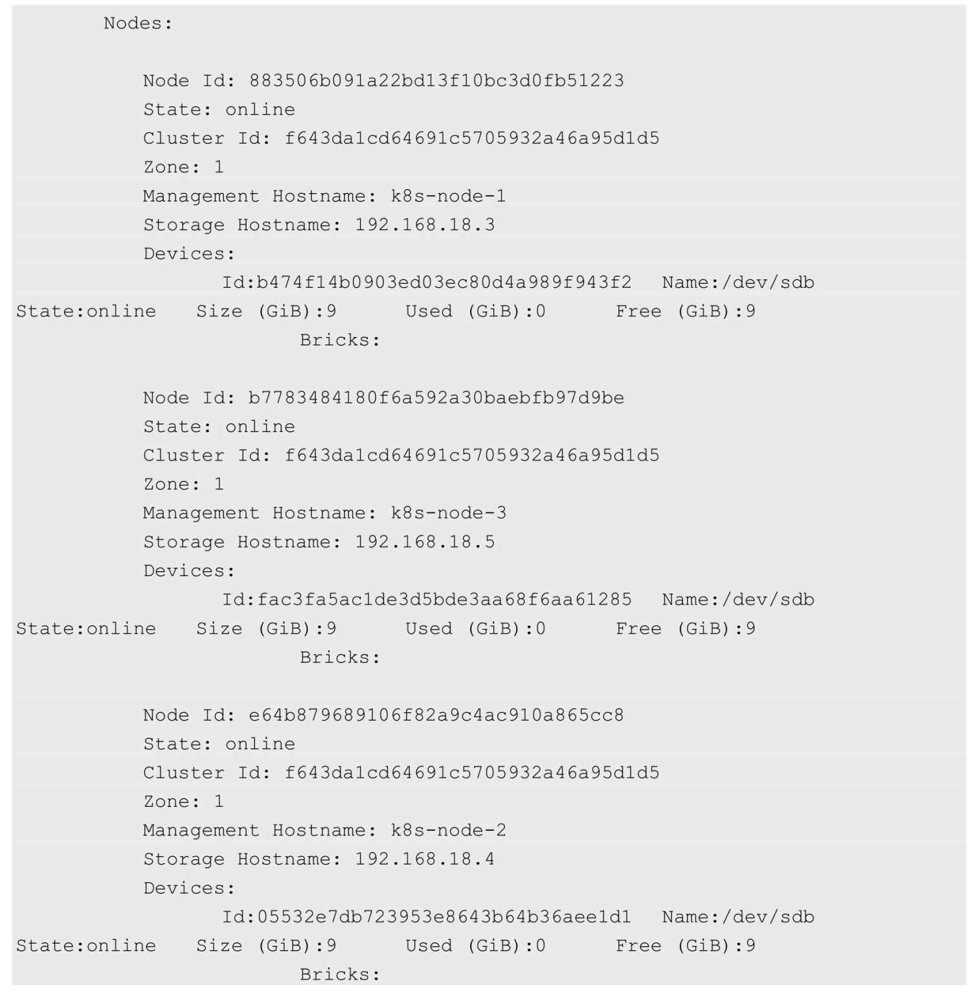 Nodes:
Node Id: 883506b091a22bd13f10bc3d0fb51223
State: online
Cluster Id: f643da1cd64691c5705932a46a95d1d5
Zone: 1
Management Hostname: k8s-node-1
Storage Hostname: 192.168.18.3
Devices:
Id:b474f14b0903ed03ec80d4a989f943f2 Name:/dev/sdb
State:online Size (GiB):9 Used (GiB):0 Free (GiB):9
Bricks:
Node Id: b7783484180f6a592a30baebfb97d9be
State: online
Cluster Id: f643da1cd64691c5705932a46a95d1d5
Zone: 1
Management Hostname: k8s-node-3
Storage Hostname: 192.168.18.5
Devices:
Id:fac3fa5ac1de3d5bde3aa68f6aa61285 Name:/dev/sdb
State:online Size (GiB):9 Used (GiB):0 Free (GiB):9
Bricks:
Node Id: e64b879689106f82a9c4ac910a865cc8
State: online
Cluster Id: f643da1cd64691c5705932a46a95d1d5
Zone: 1
Management Hostname: k8s-node-2
Storage Hostname: 192.168.18.4
Devices:
Id:05532e7db723953e8643b64b36aee1d1 Name:/dev/sdb
State:online Size (GiB):9 Used (GiB):0 Free (GiB):9
Bricks: